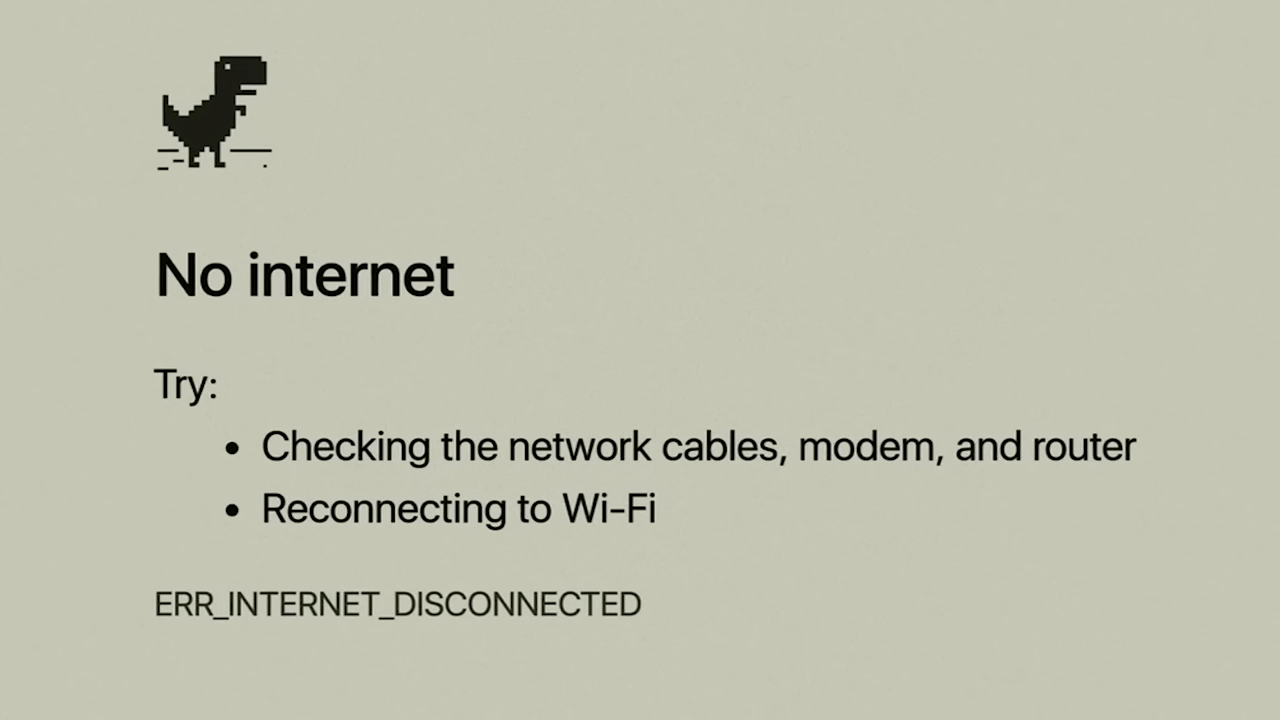 No internet
Try:
• Checking the network cables, modem, and router
• Reconnecting to Wi-Fi
ERR_INTERNET_DISCONNECTED